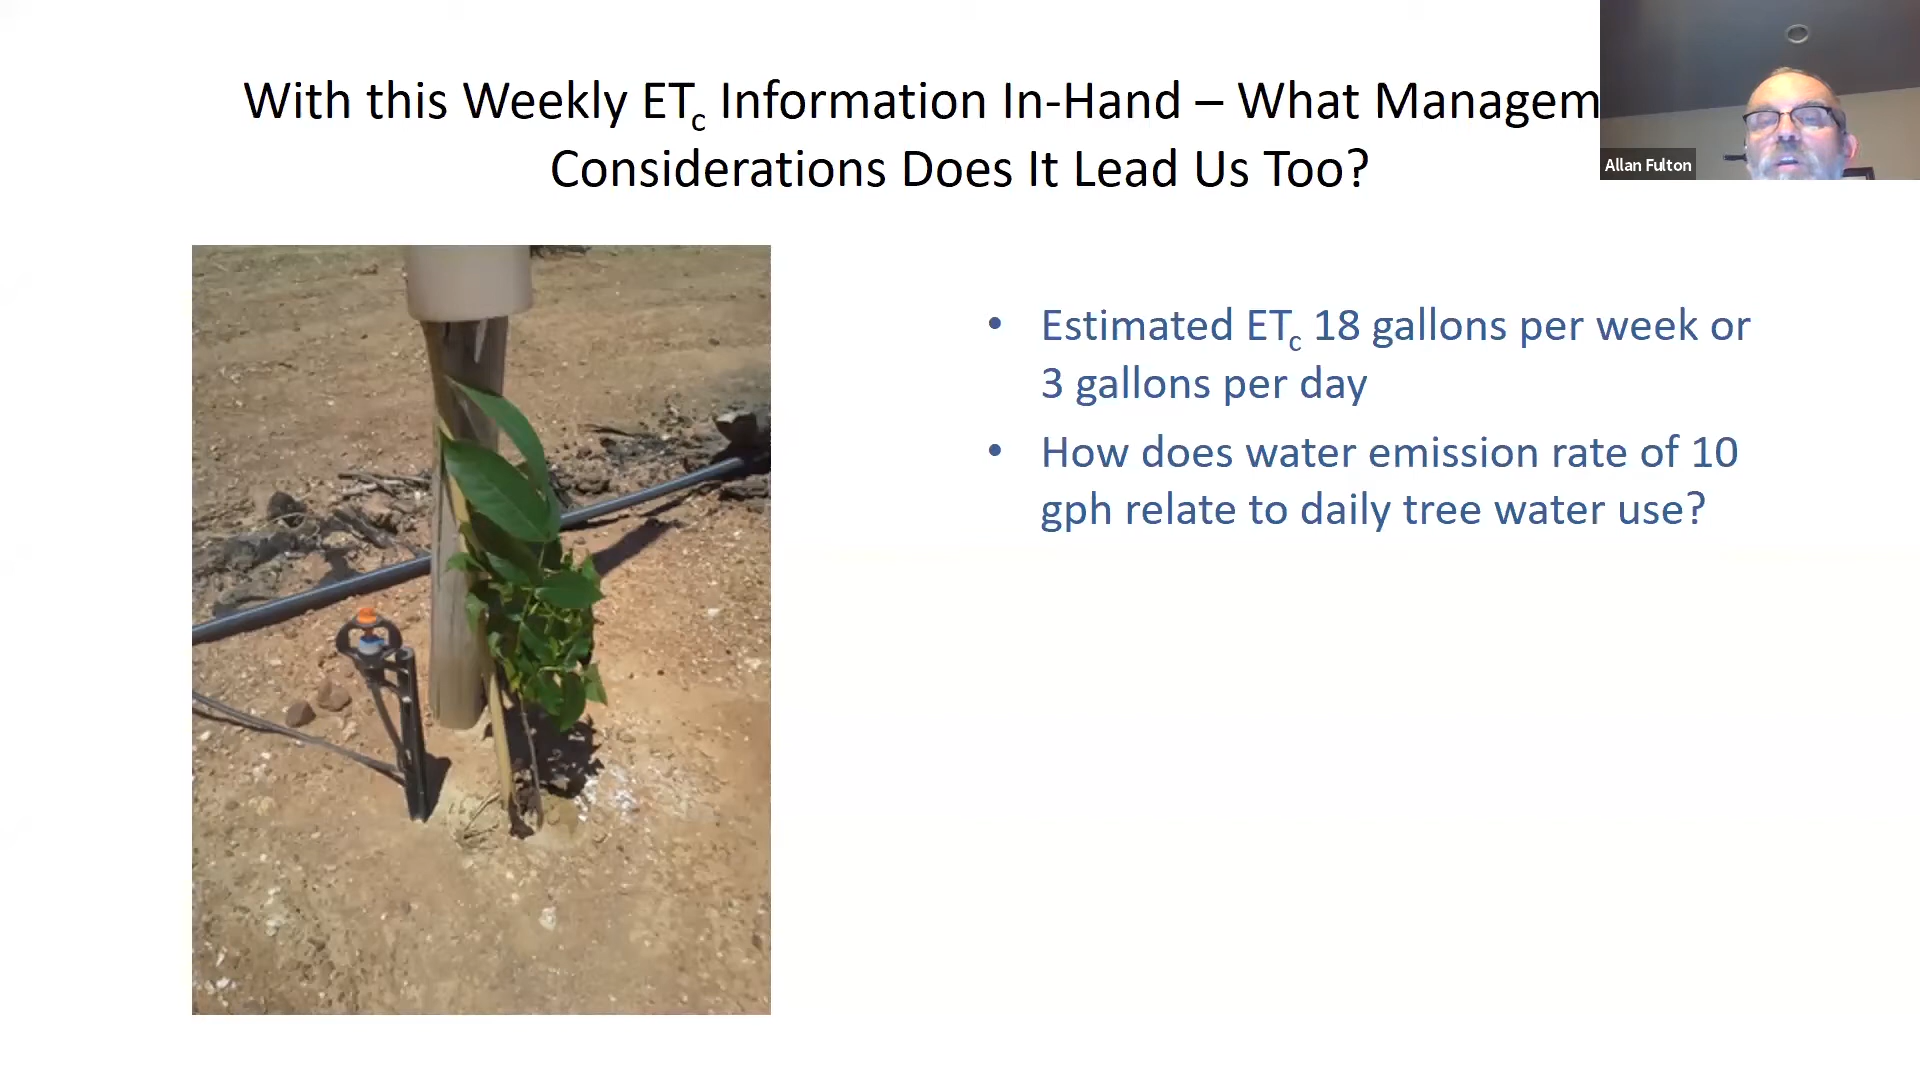 With this Weekly ETc Information In-Hand – What Managem
Considerations Does It Lead Us Too?
Allan Fulton
• Estimated ETc 18 gallons per week or
3 gallons per day
• How does water emission rate of 10
gph relate to daily tree water use?